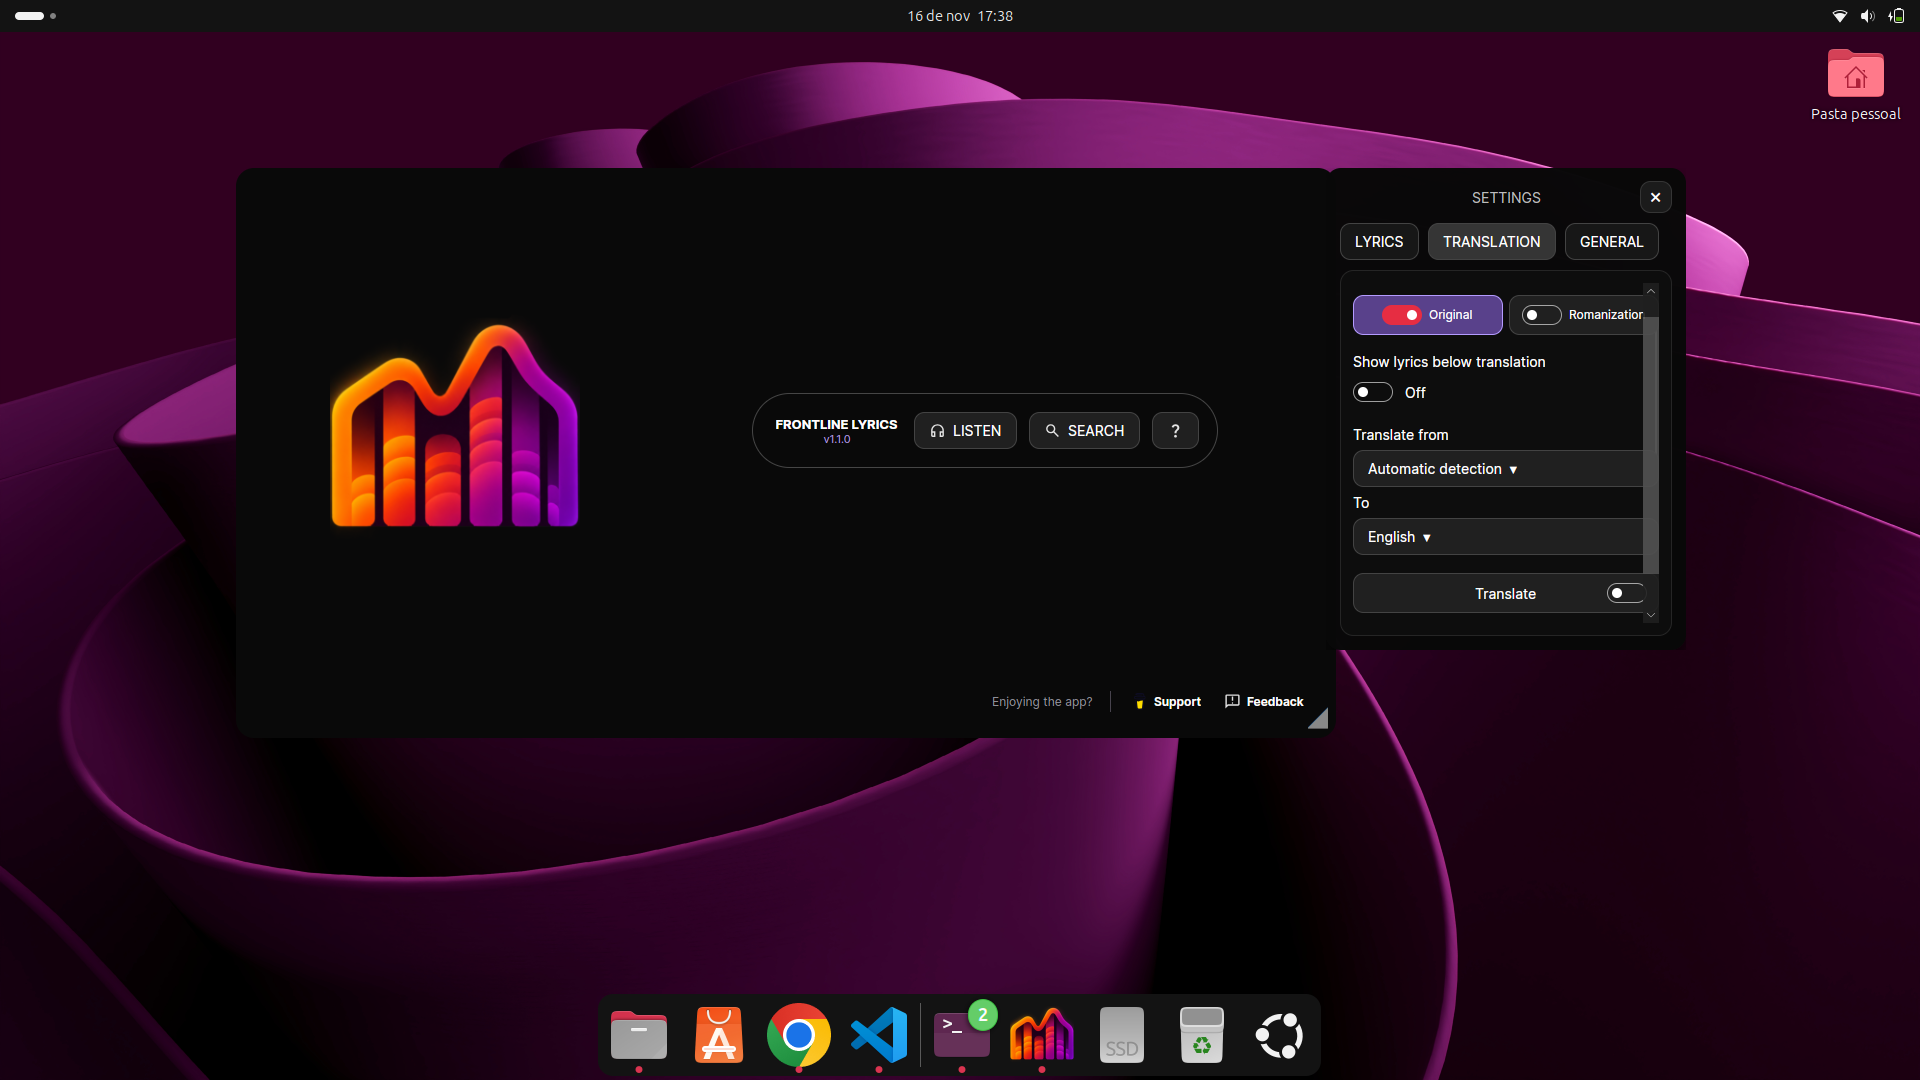 16 de nov 17:38
Pasta pessoal
SETTINGS
LYRICS TRANSLATION GENERAL
Original Romanization
Show lyrics below translation
Off
Translate from
Automatic detection
To
English
Translate
FRONTLINE LYRICS
v1.1.0
LISTEN SEARCH ?
Enjoying the app? Support Feedback
>_ 2
SSD